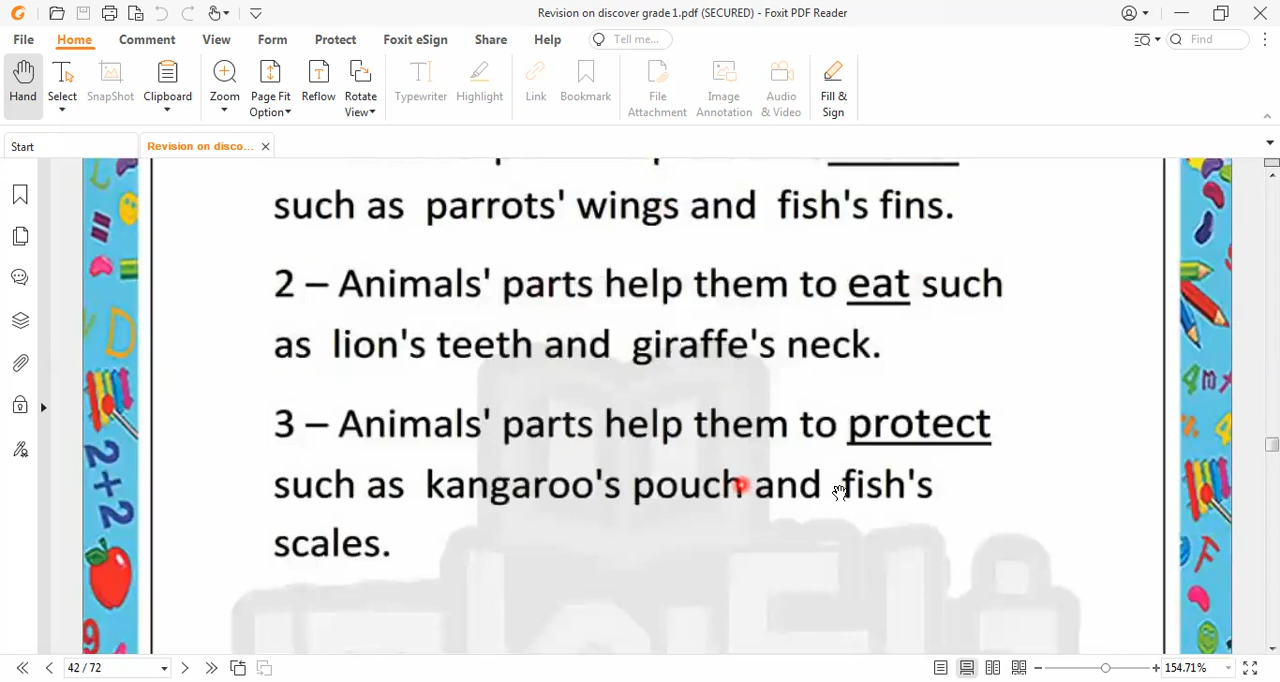 Revision on discover grade1.pdf (SECURED) - Foxit PDF Reader
File Home Comment View Form Protect Foxit eSign Share Help Tell me... Find
Hand Select SnapShot Clipboard Zoom Page Fit Option Reflow Rotate View Typewriter Highlight Link Bookmark File Attachment Image Annotation Audio & Video Fill & Sign
Start Revision on disco...
such as parrots' wings and fish's fins.
2 – Animals' parts help them to eat such
as lion's teeth and giraffe's neck.
3 – Animals' parts help them to protect
such as kangaroo's pouch and fish's
scales.
42 / 72 154.71%